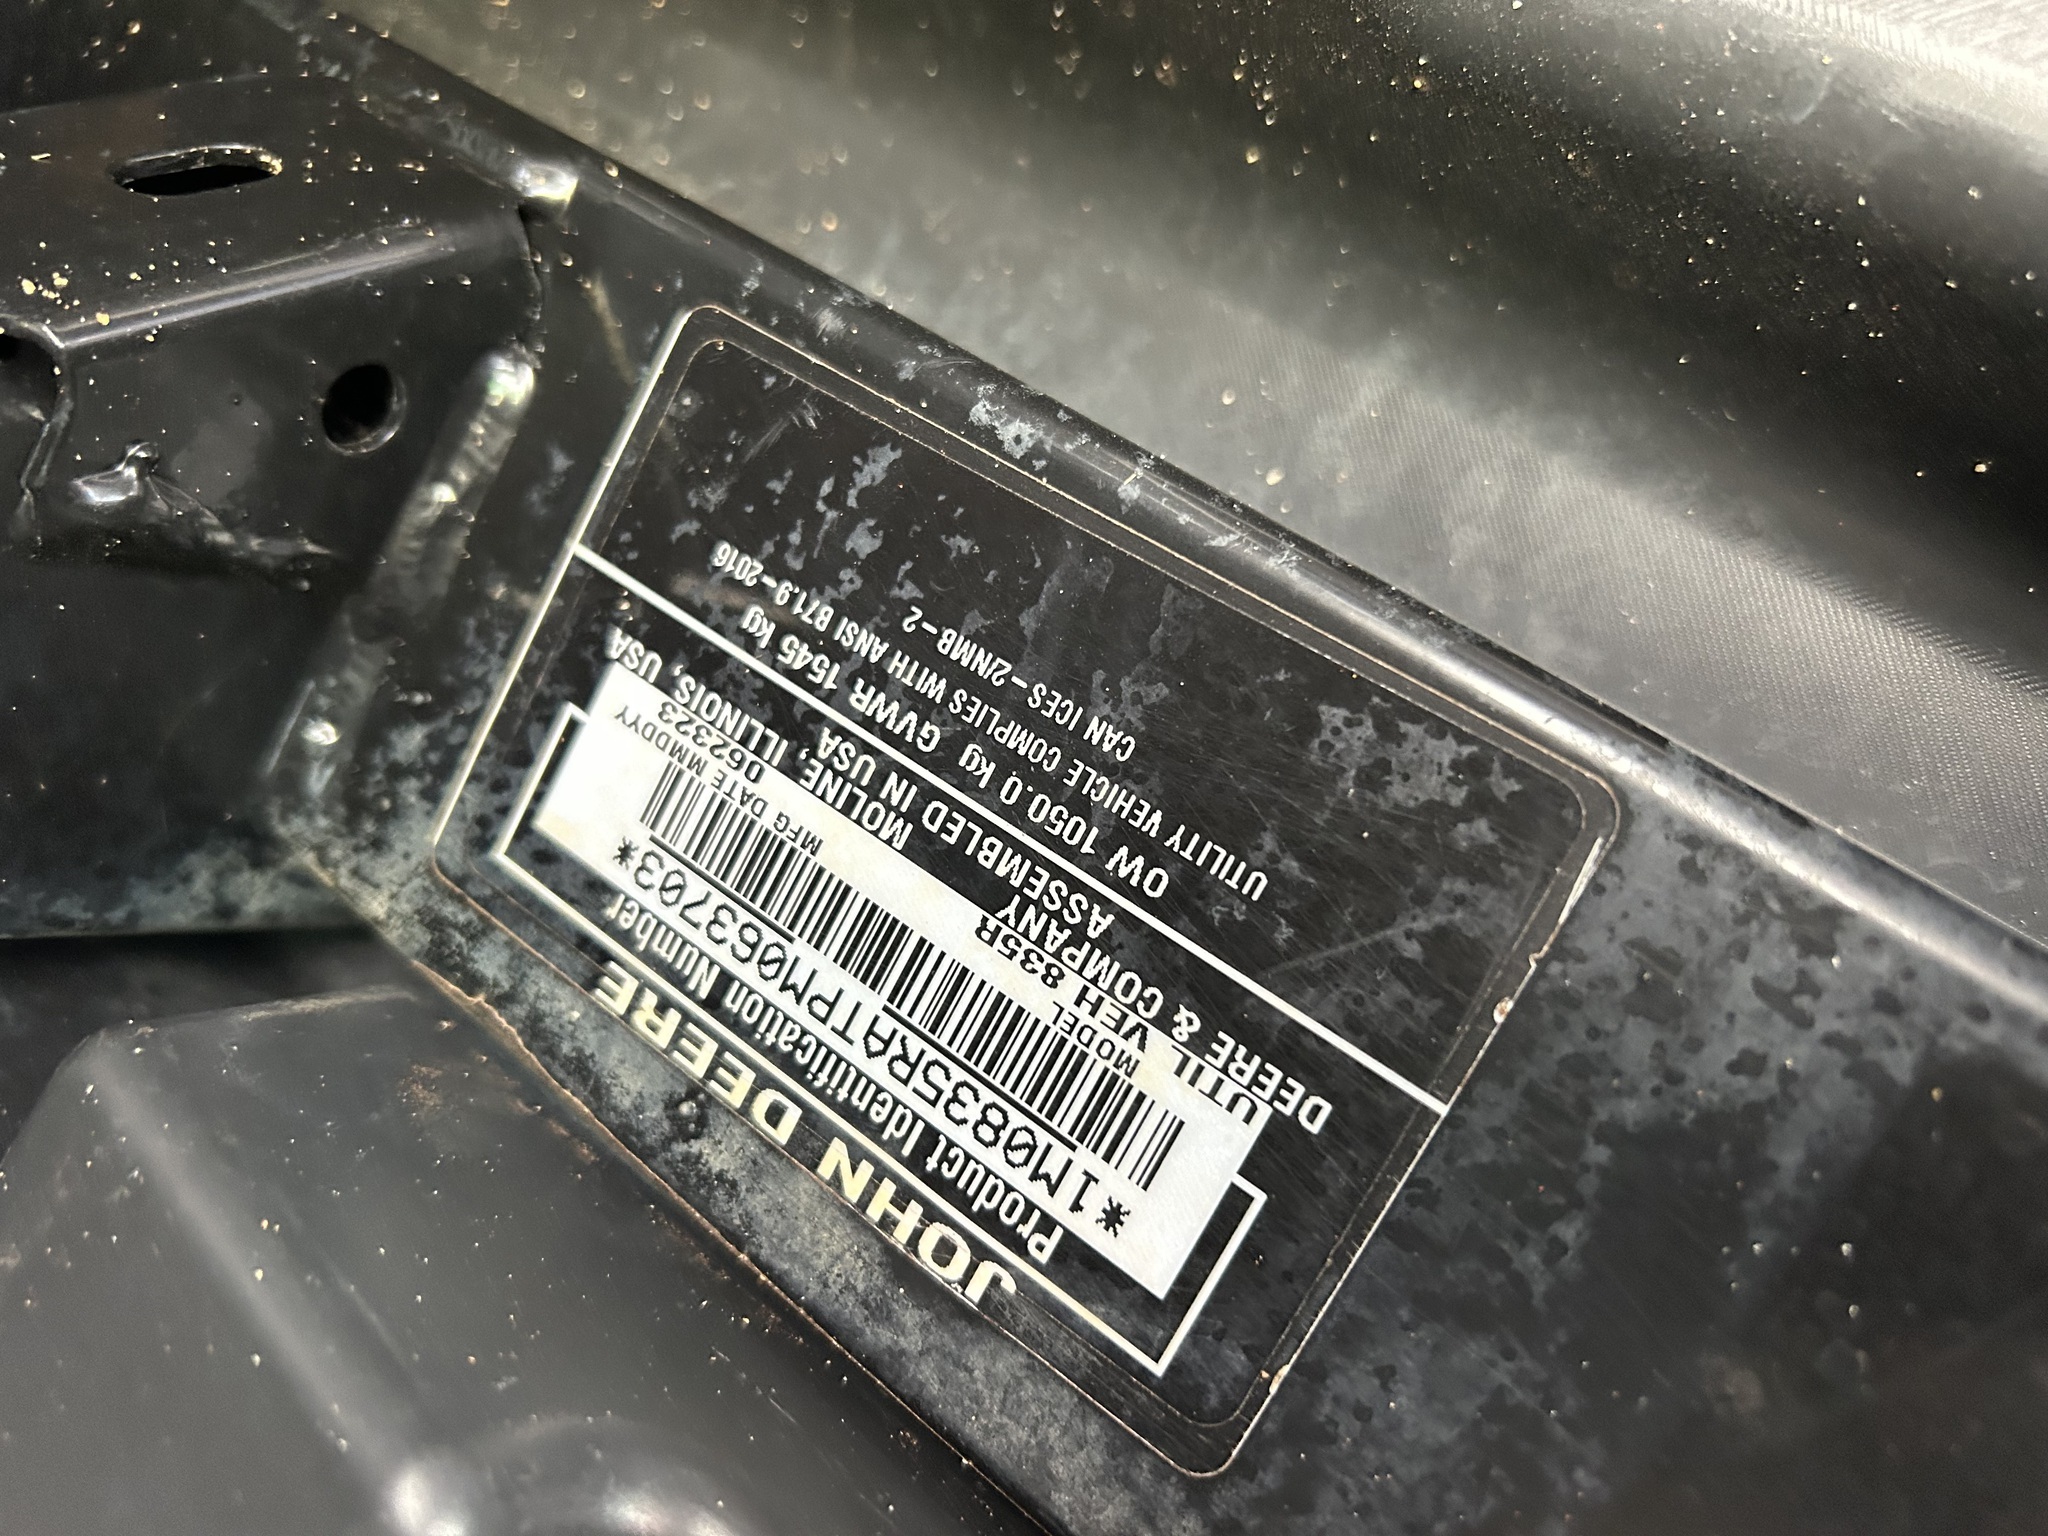 JOHN DEERE
Product Identification Number
*1M0835RATPM063703*
MODEL MFG DATE MMDDYY
UTIL VEH 835R 062323
DEERE & COMPANY MOLINE, ILLINOIS, USA
ASSEMBLED IN USA
OW 1050.0 kg GVWR 1545 kg
UTILITY VEHICLE COMPLIES WITH ANSI B71.9-2016
CAN ICES-2/NMB-2